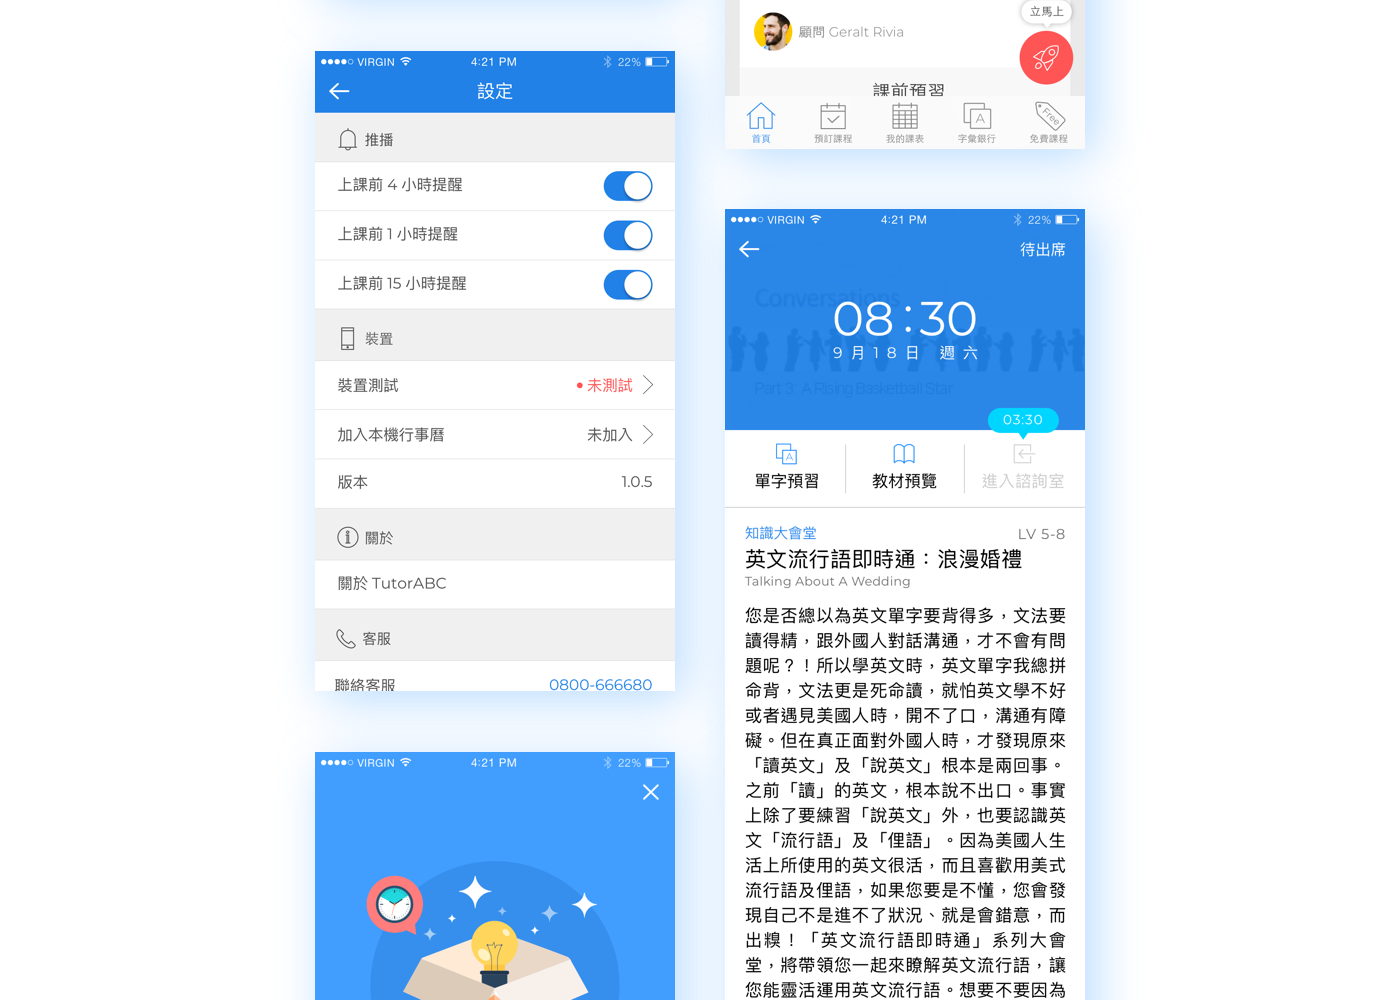 VIRGIN
4:21 PM
22%
設定
推播
上課前 4 小時提醒
上課前 1 小時提醒
上課前 15 小時提醒
裝置
裝置測試
未測試
加入本機行事曆
未加入
版本
1.0.5
關於
關於 TutorABC
客服
聯絡客服
0800-666680
VIRGIN
4:21 PM
22%
立馬上
顧問 Geralt Rivia
課前預習
首頁
預訂課程
我的課表
A
字彙銀行
Free
免費課程
VIRGIN
4:21 PM
22%
待出席
Conversations
08:30
9月18日 週六
Part 3. A Rising Basketball Star
03:30
A
單字預習
教材預覽
進入諮詢室
知識大會堂
LV 5-8
英文流行語即時通：浪漫婚禮
Talking About A Wedding
您是否總以為英文單字要背得多，文法要
讀得精，跟外國人對話溝通，才不會有問
題呢？！所以學英文時，英文單字我總拼
命背，文法更是死命讀，就怕英文學不好
或者遇見美國人時，開不了口，溝通有障
礙。但在真正面對外國人時，才發現原來
「讀英文」及「說英文」根本是兩回事。
之前「讀」的英文，根本說不出口。事實
上除了要練習「說英文」外，也要認識英
文「流行語」及「俚語」。因為美國人生
活上所使用的英文很活，而且喜歡用美式
流行語及俚語，如果您要是不懂，您會發
現自己不是進不了狀況、就是會錯意，而
出糗！「英文流行語即時通」系列大會
堂，將帶領您一起來瞭解英文流行語，讓
您能靈活運用英文流行語。想要不要因為